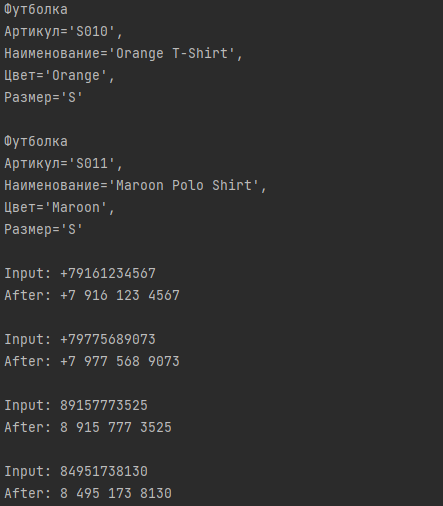 Футболка
Артикул='S010',
Наименование='Orange T-Shirt',
Цвет='Orange',
Размер='S'
Футболка
Артикул='S011',
Наименование='Maroon Polo Shirt',
Цвет='Maroon',
Размер='S'
Input: +79161234567
After: +7 916 123 4567
Input: +79775689073
After: +7 977 568 9073
Input: 89157773525
After: 8 915 777 3525
Input: 84951738130
After: 8 495 173 8130